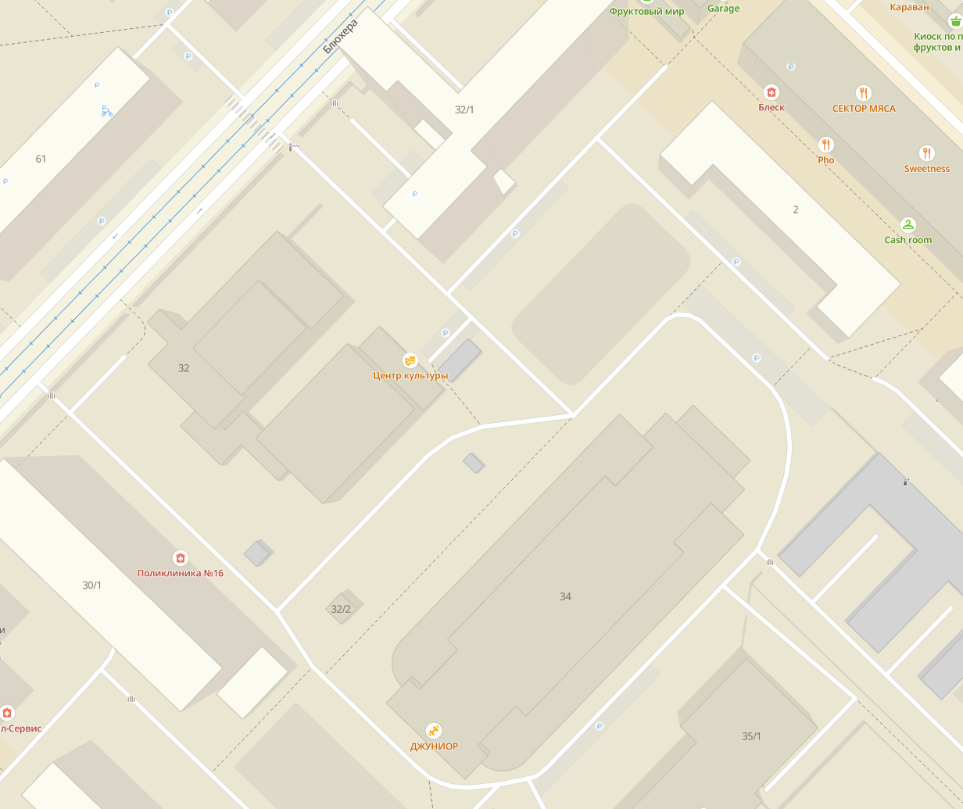 Фруктовый мир
Garage
Караван
Киоск по п
фруктов и
Блюхера
32/1
Блеск
СЕКТОР МЯСА
61
Pho
Sweetness
2
Cash room
32
Центр культуры
Поликлиника №16
30/1
32/2
34
и
л-Сервис
ДЖУНИОР
35/1